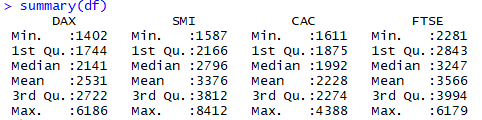 > summary(df)
DAX SMI CAC FTSE
Min. :1402 Min. :1587 Min. :1611 Min. :2281
1st Qu.:1744 1st Qu.:2166 1st Qu.:1875 1st Qu.:2843
Median :2141 Median :2796 Median :1992 Median :3247
Mean :2531 Mean :3376 Mean :2228 Mean :3566
3rd Qu.:2722 3rd Qu.:3812 3rd Qu.:2274 3rd Qu.:3994
Max. :6186 Max. :8412 Max. :4388 Max. :6179